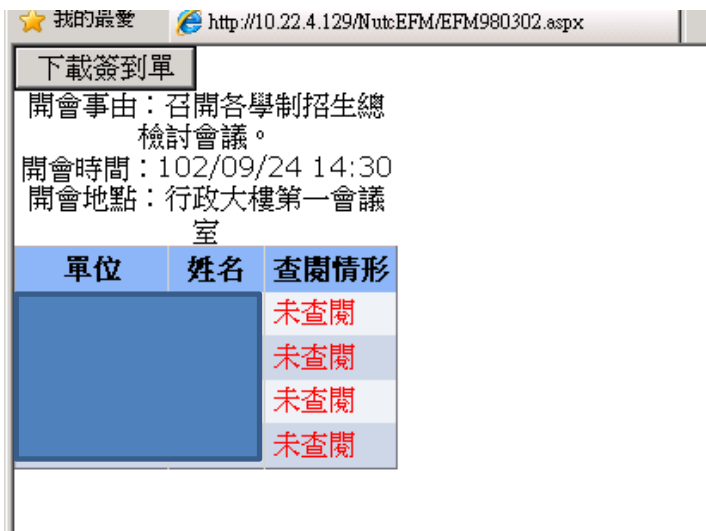 我的最愛 http://10.22.4.129/NutcEFM/EFM980302.aspx
下載簽到單
開會事由：召開各學制招生總
檢討會議。
開會時間：102/09/24 14:30
開會地點：行政大樓第一會議
室
單位 姓名 查閱情形
未查閱
未查閱
未查閱
未查閱